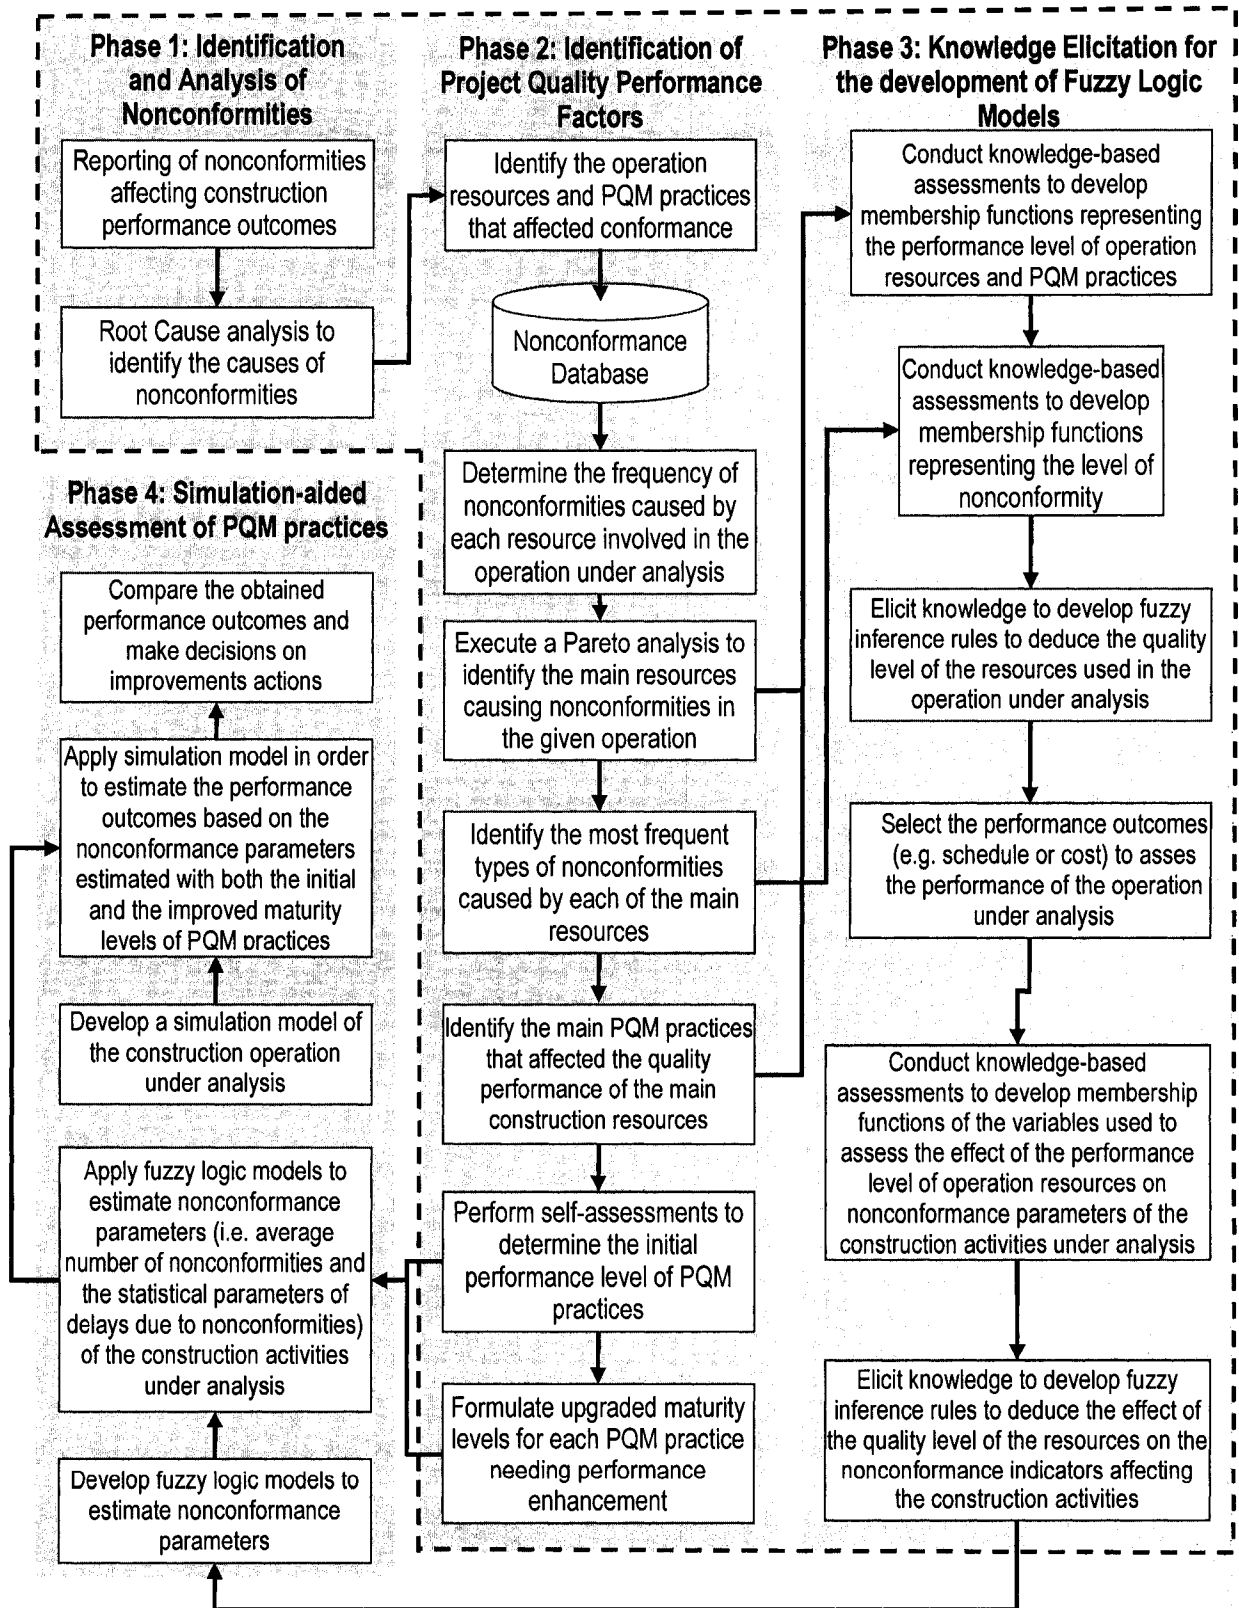 Phase 1: Identification
and Analysis of
Nonconformities
Reporting of nonconformities
affecting construction
performance outcomes
Root Cause analysis to
identify the causes of
nonconformities
Phase 2: Identification of
Project Quality Performance
Factors
Identify the operation
resources and PQM practices
that affected conformance
Nonconformance
Database
Determine the frequency of
nonconformities caused by
each resource involved in the
operation under analysis
Execute a Pareto analysis to
identify the main resources
causing nonconformities in
the given operation
Identify the most frequent
types of nonconformities
caused by each of the main
resources
Identify the main PQM practices
that affected the quality
performance of the main
construction resources
Perform self-assessments to
determine the initial
performance level of PQM
practices
Formulate upgraded maturity
levels for each PQM practice
needing performance
enhancement
Phase 3: Knowledge Elicitation for
the development of Fuzzy Logic
Models
Conduct knowledge-based
assessments to develop
membership functions representing
the performance level of operation
resources and PQM practices
Conduct knowledge-based
assessments to develop
membership functions
representing the level of
nonconformity
Elicit knowledge to develop fuzzy
inference rules to deduce the quality
level of the resources used in the
operation under analysis
Select the performance outcomes
(e.g. schedule or cost) to asses
the performance of the operation
under analysis
Conduct knowledge-based
assessments to develop membership
functions of the variables used to
assess the effect of the performance
level of operation resources on
nonconformance parameters of the
construction activities under analysis
Elicit knowledge to develop fuzzy
inference rules to deduce the effect of
the quality level of the resources on the
nonconformance indicators affecting
the construction activities
Phase 4: Simulation-aided
Assessment of PQM practices
Compare the obtained
performance outcomes and
make decisions on
improvements actions
Apply simulation model in order
to estimate the performance
outcomes based on the
nonconformance parameters
estimated with both the initial
and the improved maturity
levels of PQM practices
Develop a simulation model of
the construction operation
under analysis
Apply fuzzy logic models to
estimate nonconformance
parameters (i.e. average
number of nonconformities and
the statistical parameters of
delays due to nonconformities)
of the construction activities
under analysis
Develop fuzzy logic models to
estimate nonconformance
parameters